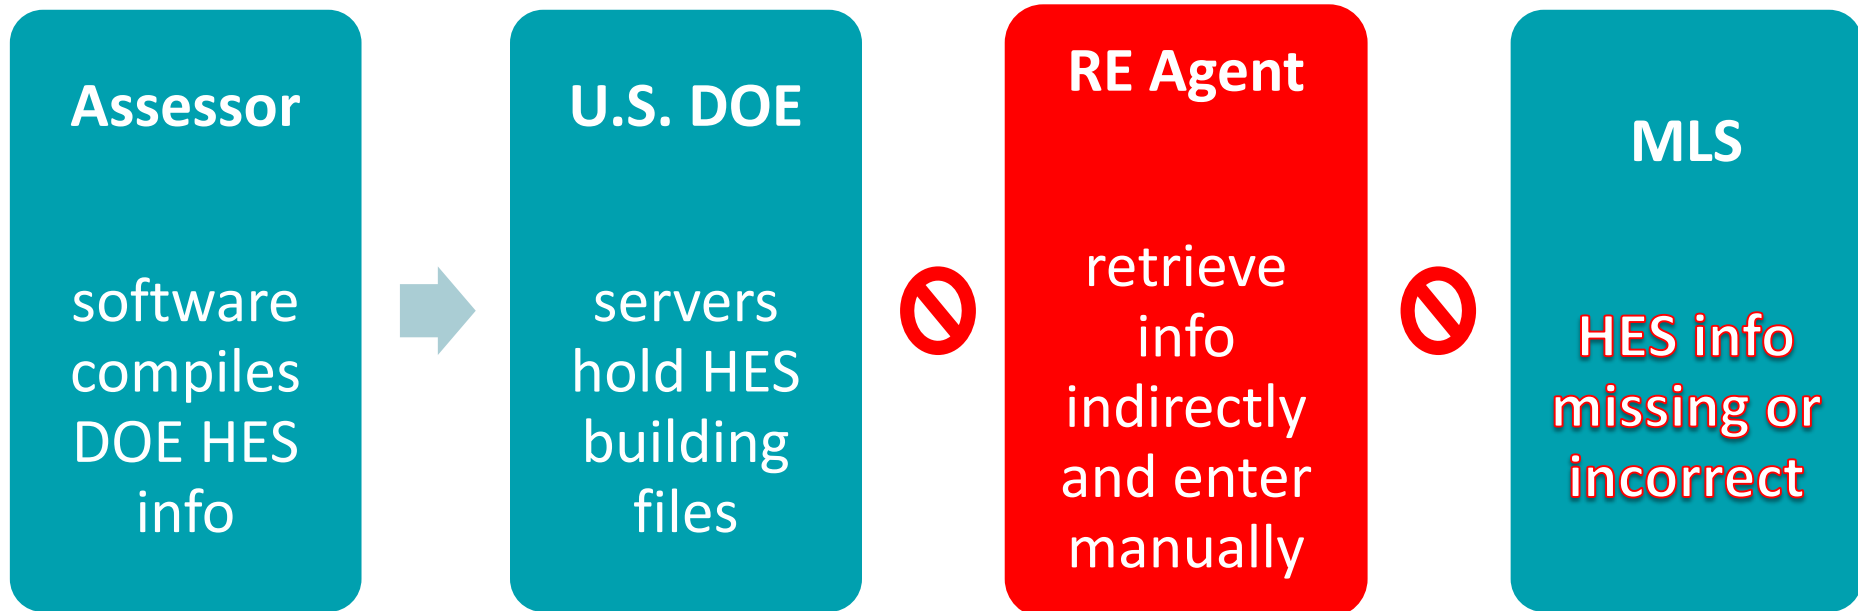 Assessor
software
compiles
DOE HES
info
U.S. DOE
servers
hold HES
building
files
RE Agent
retrieve
info
indirectly
and enter
manually
MLS
HES info
missing or
incorrect